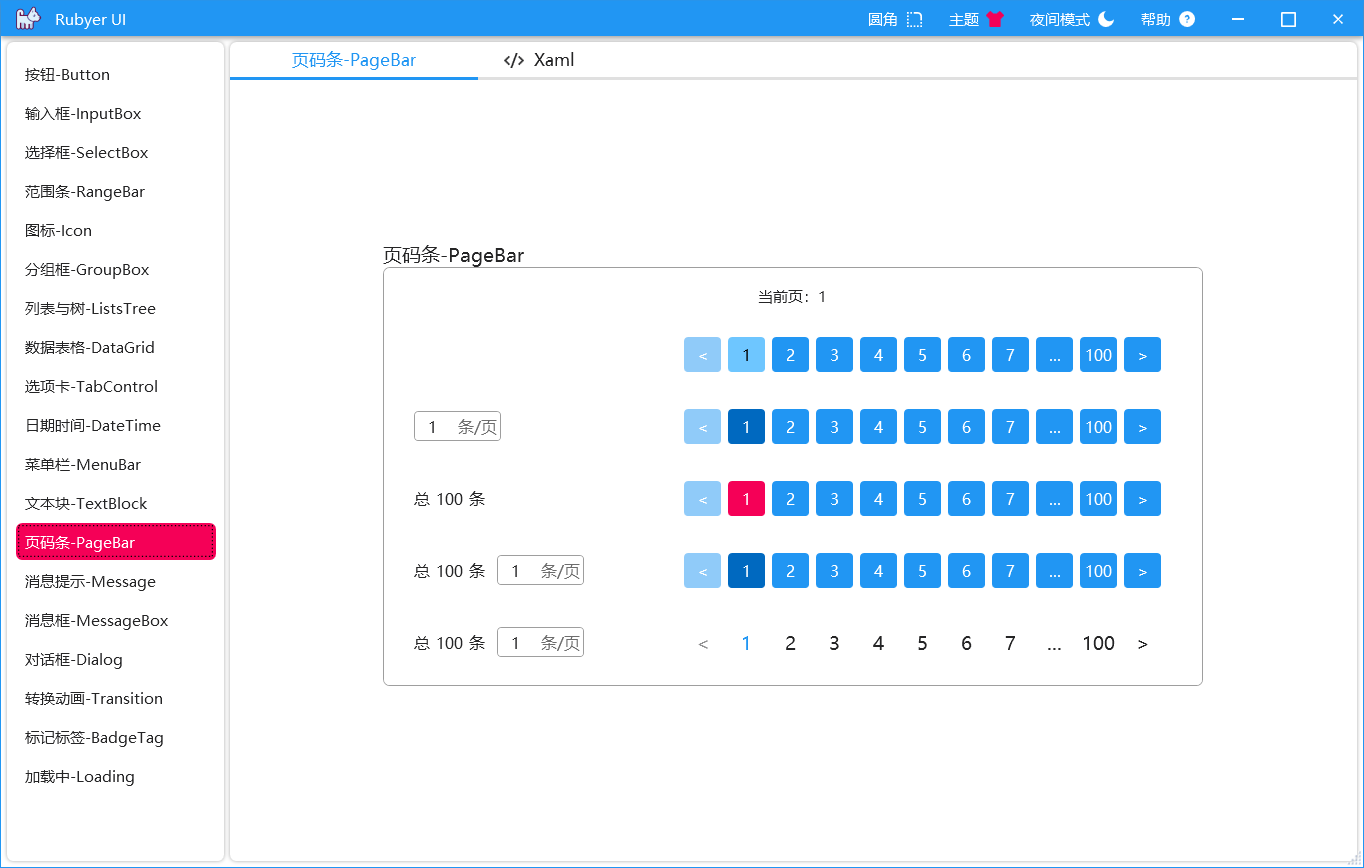 Rubyer UI 圆角 主题 夜间模式 帮助 ?
按钮-Button
输入框-InputBox
选择框-SelectBox
范围条-RangeBar
图标-Icon
分组框-GroupBox
列表与树-ListsTree
数据表格-DataGrid
选项卡-TabControl
日期时间-DateTime
菜单栏-MenuBar
文本块-TextBlock
页码条-PageBar
消息提示-Message
消息框-MessageBox
对话框-Dialog
转换动画-Transition
标记标签-BadgeTag
加载中-Loading
页码条-PageBar </> Xaml
页码条-PageBar
当前页：1
< 1 2 3 4 5 6 7 ... 100 >
1 条/页 < 1 2 3 4 5 6 7 ... 100 >
总 100 条 < 1 2 3 4 5 6 7 ... 100 >
总 100 条 1 条/页 < 1 2 3 4 5 6 7 ... 100 >
总 100 条 1 条/页 < 1 2 3 4 5 6 7 ... 100 >